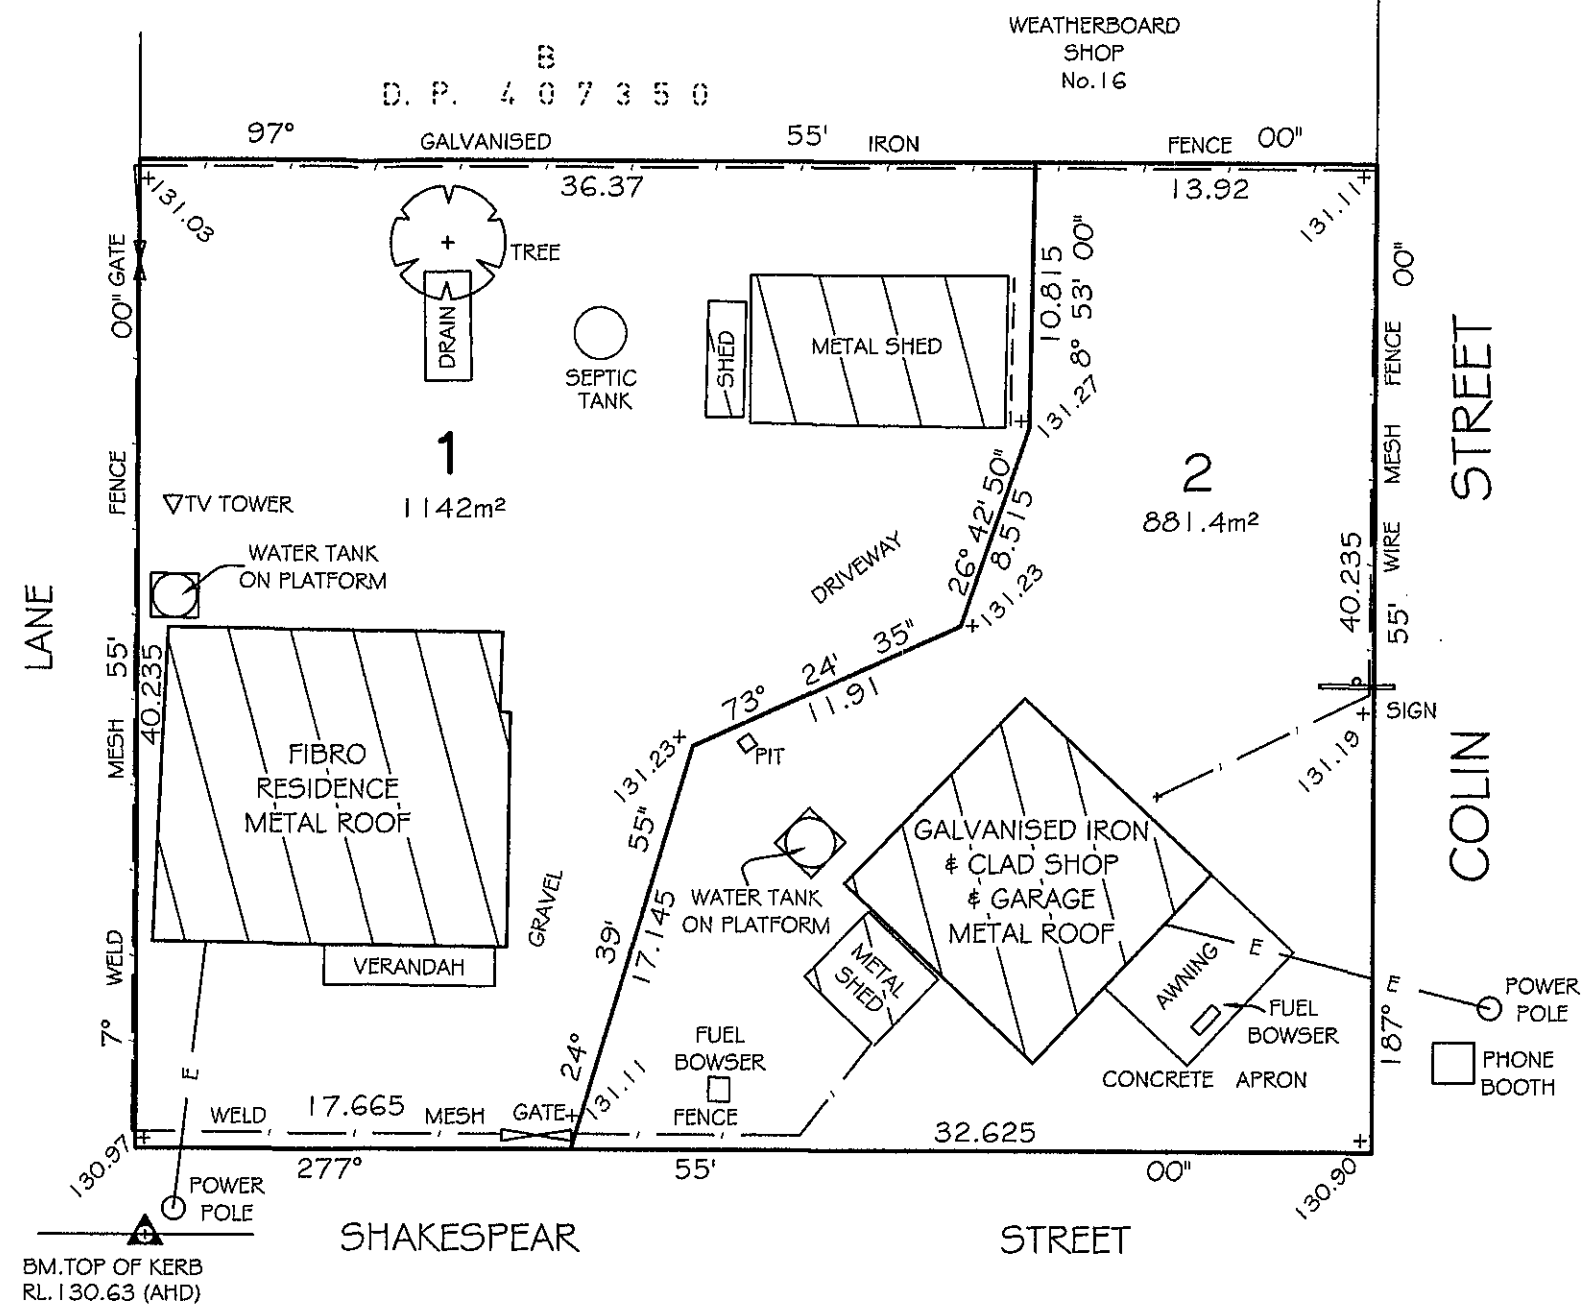 WEATHERBOARD
SHOP
No.16
B
D. P. 407350
97° 55' 00"
GALVANISED IRON FENCE
36.37
13.92
131.03
131.11
TREE
DRAIN
SEPTIC
TANK
SHED
METAL SHED
10.815
8° 53' 00"
131.27
GATE
7° 55' 00"
WELD MESH FENCE
40.235
LANE
1
1142m²
2
881.4m²
TV TOWER
WATER TANK
ON PLATFORM
DRIVEWAY
26° 42' 50"
8.515
131.23
73° 24' 35"
11.91
PIT
131.23
187° 55' 00"
WIRE MESH FENCE
40.235
COLIN STREET
SIGN
131.19
FIBRO
RESIDENCE
METAL ROOF
VERANDAH
GRAVEL
24° 39' 55"
17.145
WATER TANK
ON PLATFORM
GALVANISED IRON
& CLAD SHOP
& GARAGE
METAL ROOF
METAL
SHED
AWNING
E
E
POWER
POLE
FUEL
BOWSER
PHONE
BOOTH
CONCRETE APRON
FUEL
BOWSER
E
131.11
17.665
WELD MESH GATE FENCE
32.625
130.97
277° 55' 00"
130.90
POWER
POLE
SHAKESPEAR STREET
BM.TOP OF KERB
RL.130.63 (AHD)